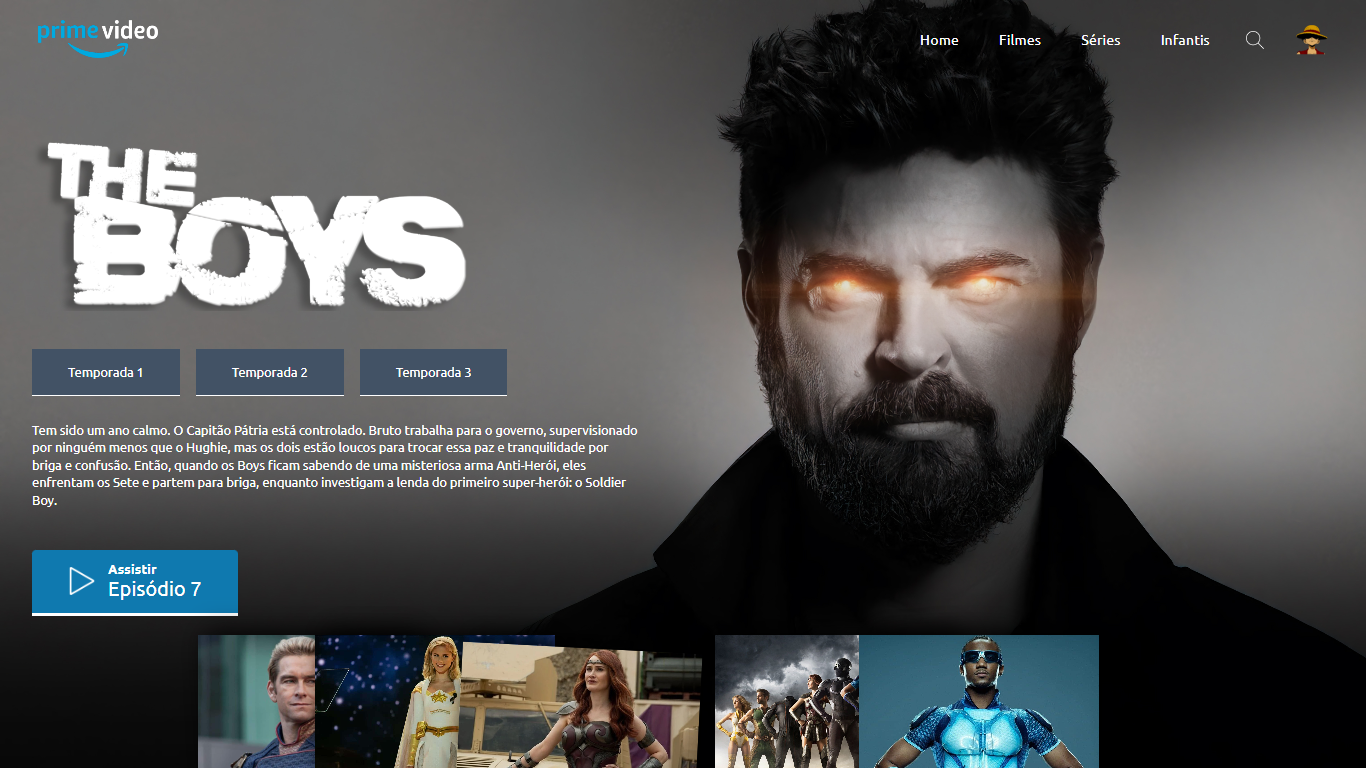 prime video
Home
Filmes
Séries
Infantis
THE
BOYS
Temporada 1
Temporada 2
Temporada 3
Tem sido um ano calmo. O Capitão Pátria está controlado. Bruto trabalha para o governo, supervisionado
por ninguém menos que o Hughie, mas os dois estão loucos para trocar essa paz e tranquilidade por
briga e confusão. Então, quando os Boys ficam sabendo de uma misteriosa arma Anti-Herói, eles
enfrentam os Sete e partem para briga, enquanto investigam a lenda do primeiro super-herói: o Soldier
Boy.
Assistir
Episódio 7